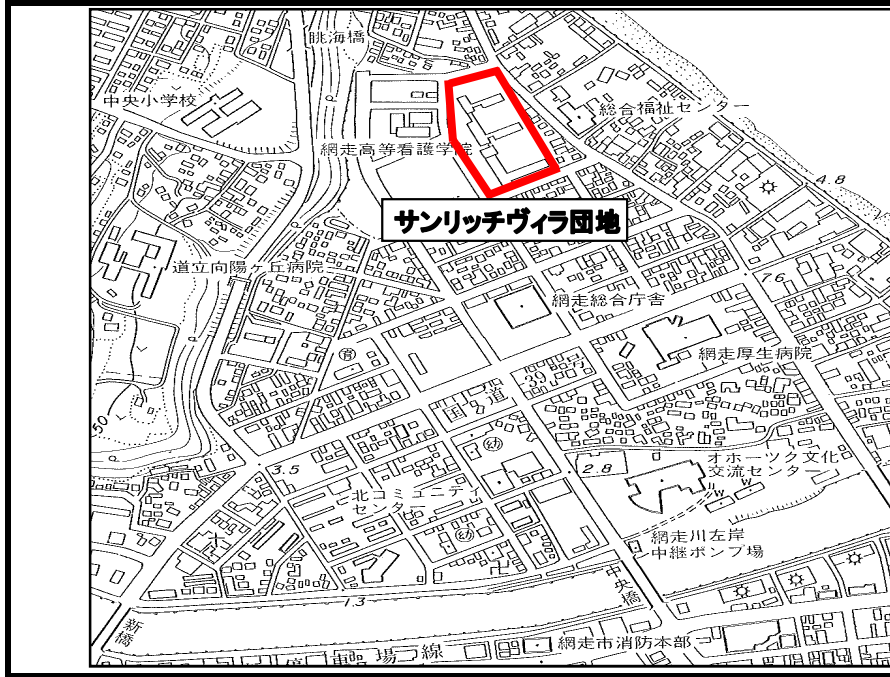 眺海橋
中央小学校
総合福祉センター
網走高等看護学院
4.8
サンリッチヴィラ団地
道立向陽ヶ丘病院
7.6
網走総合庁舎
網走厚生病院
39号
国道
50
3.5
2.8
オホーツク文化
交流センター
北コミュニティ
センター
網走川左岸
中継ポンプ場
中央橋
1.3
新橋
停車場線
網走市消防本部